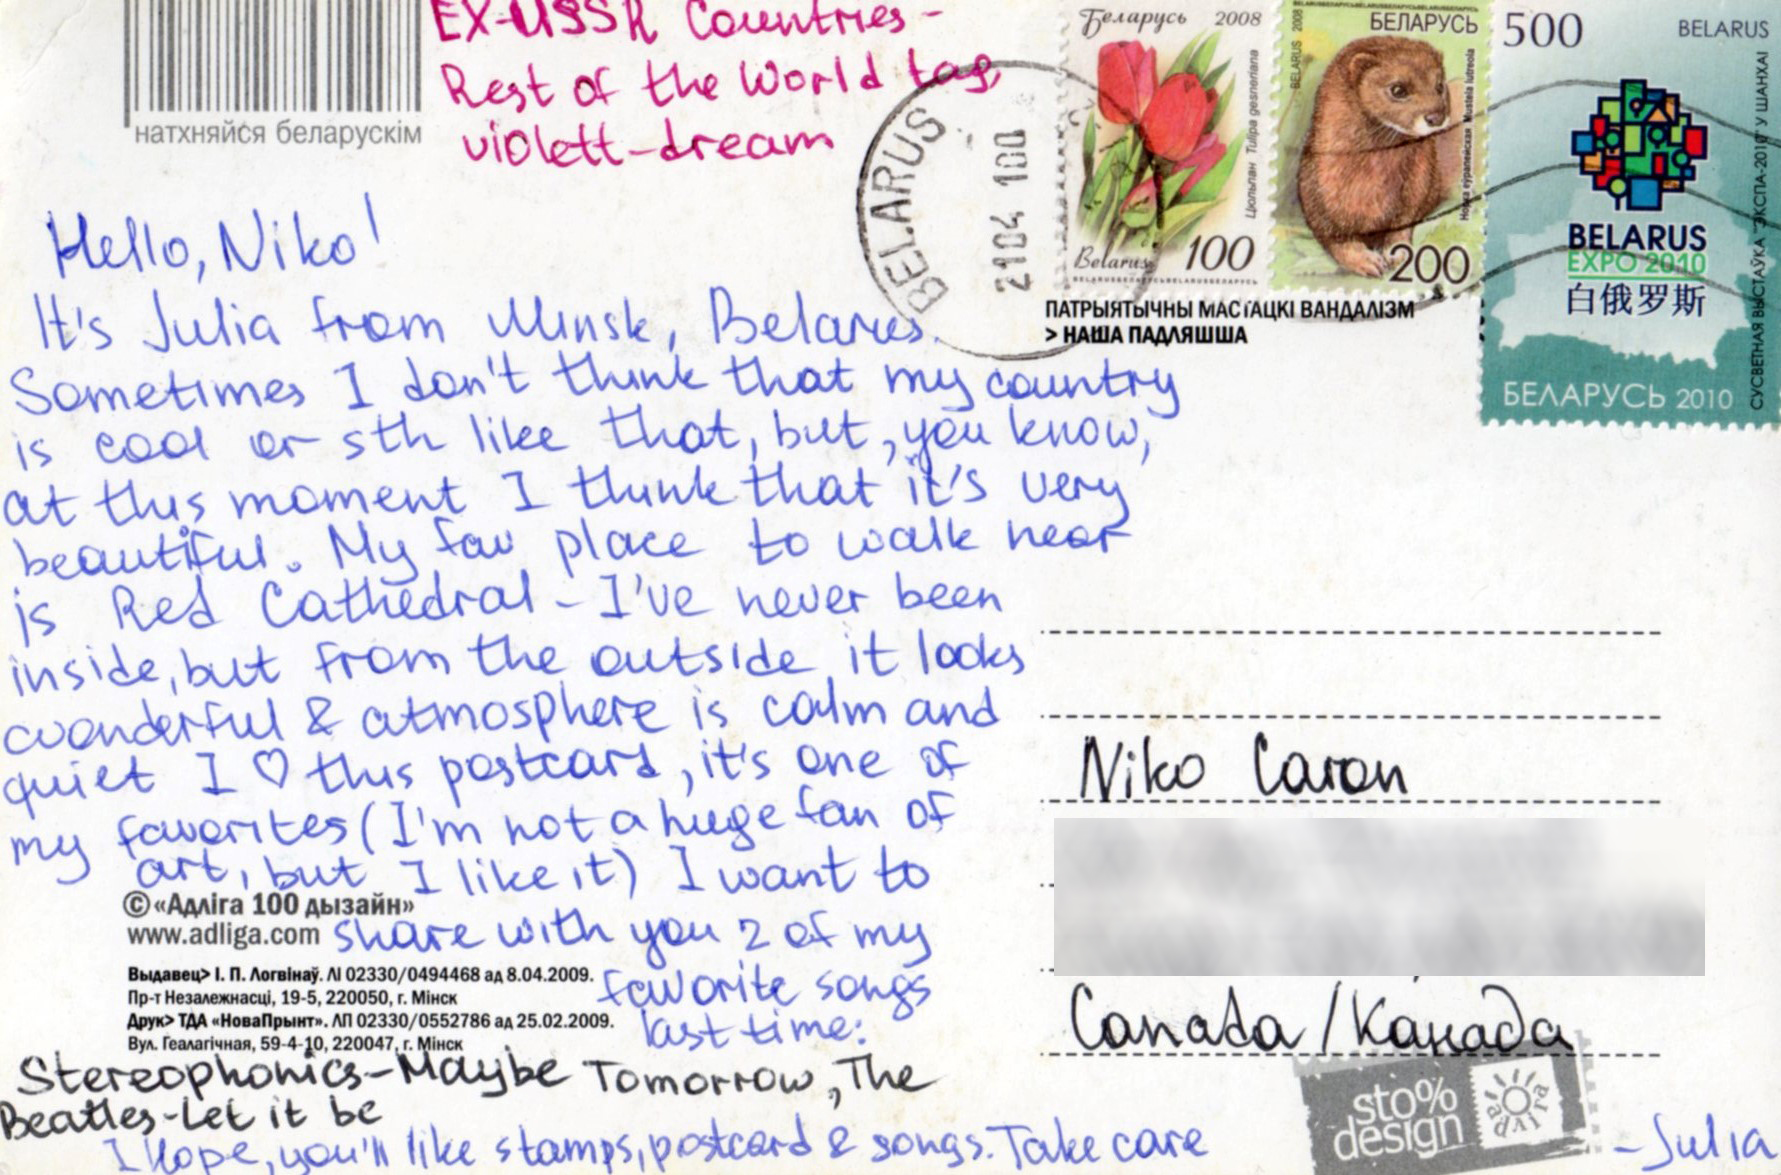 EX-USSR Countries -
Rest of the World tag
violett-dream
натхняйся беларускім
Hello, Niko!
It's Julia from Minsk, Belarus.
Sometimes I don't think that my country
is cool or sth like that, but, you know,
at this moment I think that it's very
beautiful. My fav place to walk near
is Red Cathedral - I've never been
inside, but from the outside it looks
wonderful & atmosphere is calm and
quiet I ♡ this postcard, it's one of
my favorites (I'm not a huge fan of
art, but I like it) I want to
share with you 2 of my
favorite songs
last time:
Stereophonics - Maybe Tomorrow, The
Beatles - Let it be
I hope, you'll like stamps, postcard & songs. Take care
- Julia
© «Адліга 100 дызайн»
www.adliga.com
Выдавец> І. П. Логвінаў. ЛІ 02330/0494468 ад 8.04.2009.
Пр-т Незалежнасці, 19-5, 220050, г. Мінск
Друк> ТДА «НоваПрынт». ЛП 02330/0552786 ад 25.02.2009.
Вул. Геалагічная, 59-4-10, 220047, г. Мінск
BELARUS
2104 100
Беларусь 2008
Цюльпан Tulipa gesneriana
Belarus 100
BELARUS 2008
БЕЛАРУСЬ
Норка еўрапейская Mustela lutreola
200
500 BELARUS
BELARUS
EXPO 2010
白俄罗斯
СУСВЕТНАЯ ВЫСТАЎКА "ЭКСПА-2010" У ШАНХАІ
БЕЛАРУСЬ 2010
ПАТРЫЯТЫЧНЫ МАСТАЦКІ ВАНДАЛІЗМ
> НАША ПАДЛЯШША
Niko Caron
Canada / Канада
sto%
design
adliga